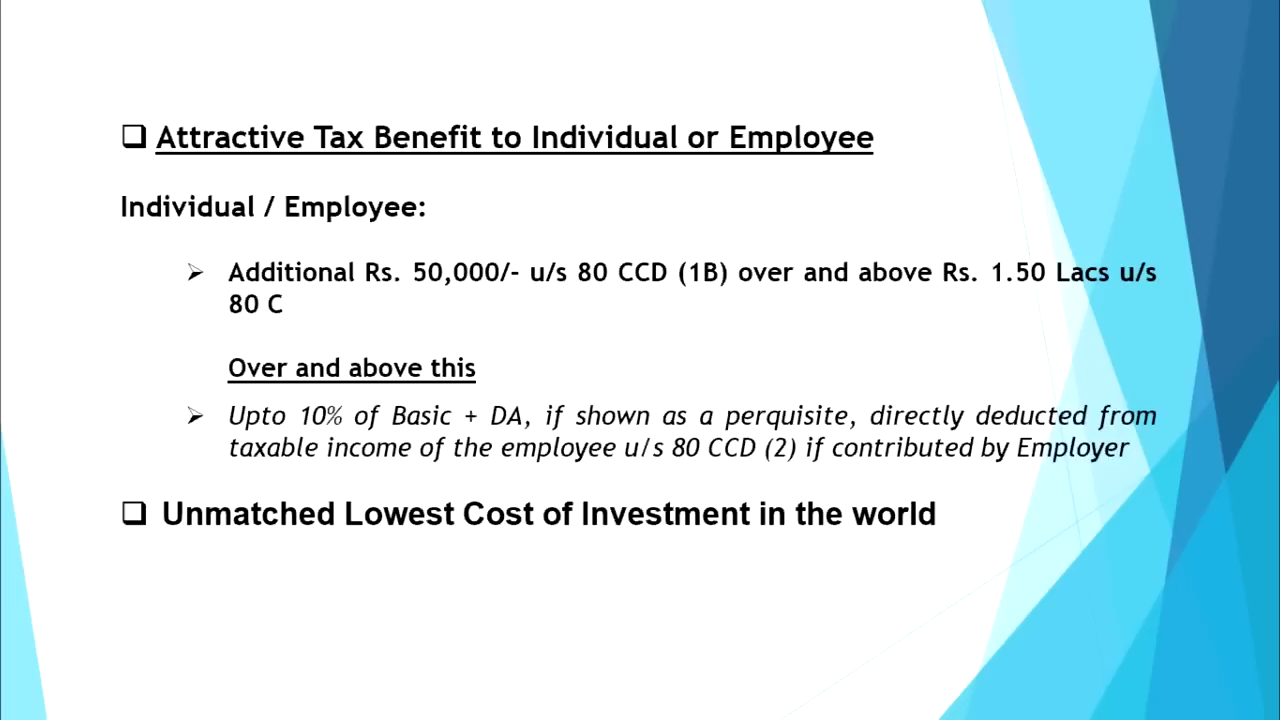 ❑ Attractive Tax Benefit to Individual or Employee
Individual / Employee:
➢ Additional Rs. 50,000/- u/s 80 CCD (1B) over and above Rs. 1.50 Lacs u/s
80 C
Over and above this
➢ Upto 10% of Basic + DA, if shown as a perquisite, directly deducted from
taxable income of the employee u/s 80 CCD (2) if contributed by Employer
❑ Unmatched Lowest Cost of Investment in the world